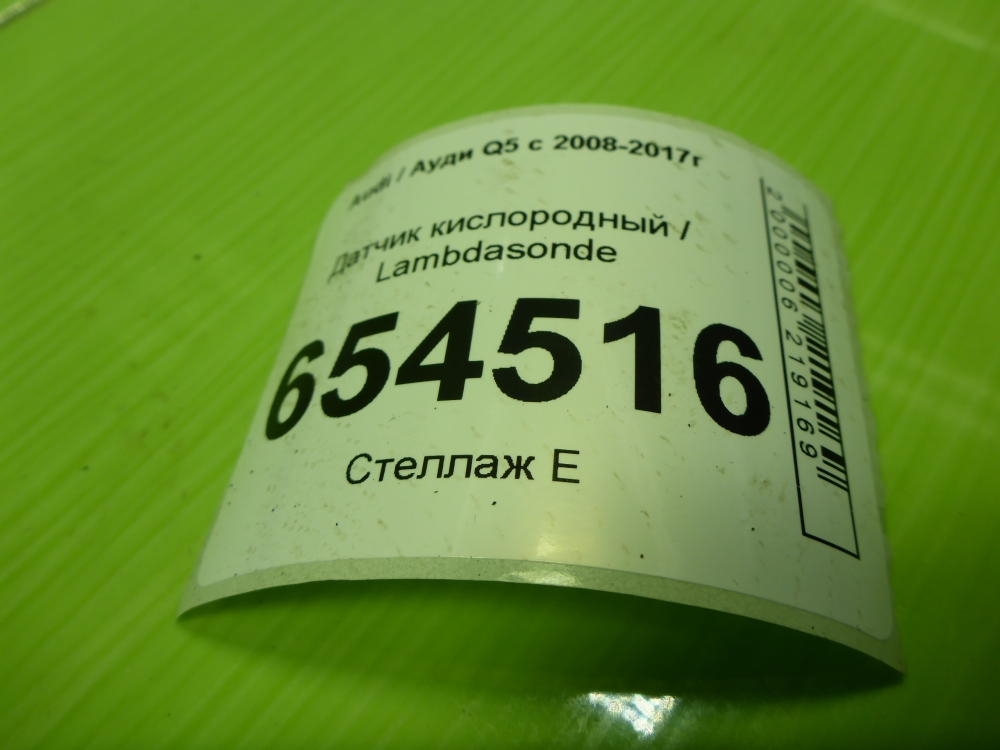 Audi / Ауди Q5 с 2008-2017г
Датчик кислородный /
Lambdasonde
654516
Стеллаж Е
2000006219169